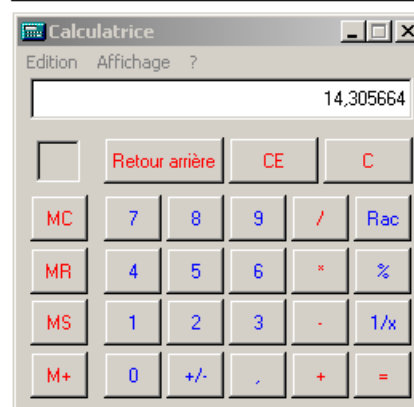 Calculatrice
Edition Affichage ?
14,305664
Retour arrière CE C
MC 7 8 9 / Rac
MR 4 5 6 * %
MS 1 2 3 - 1/x
M+ 0 +/- , + =